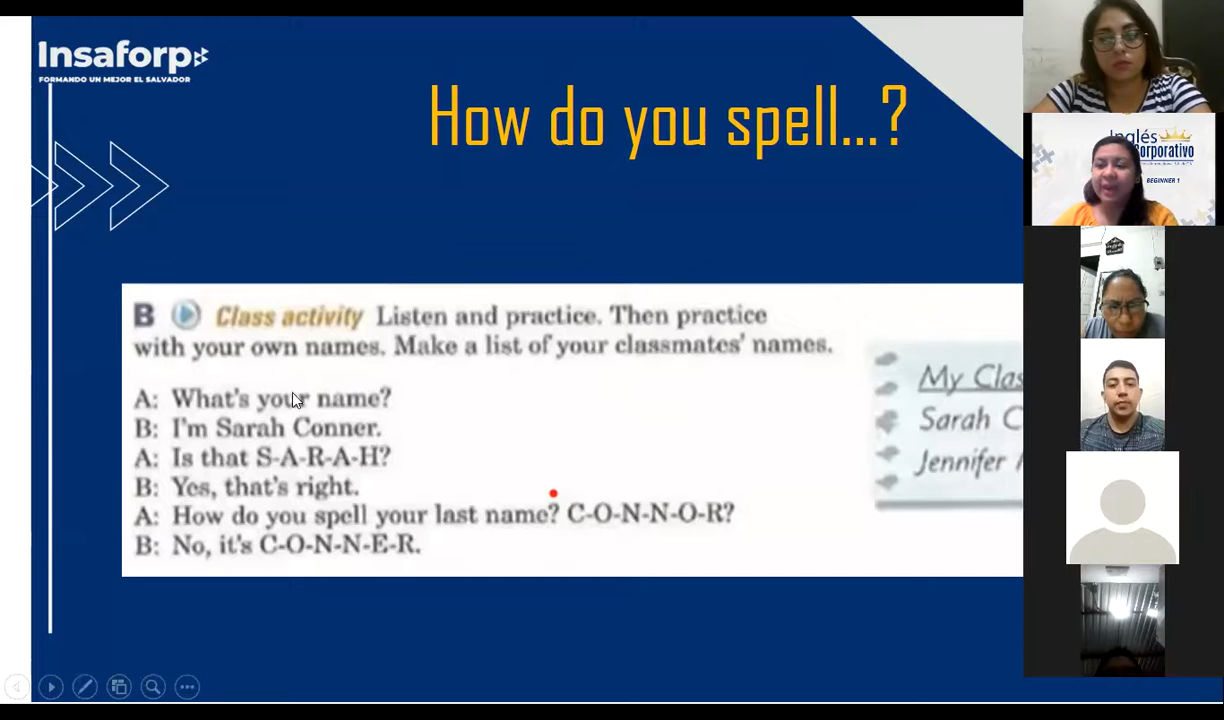 Insaforp
FORMANDO UN MEJOR EL SALVADOR
How do you spell...?
Inglés
Corporativo
BEGINNER 1
B Class activity Listen and practice. Then practice
with your own names. Make a list of your classmates' names.
A: What's your name?
B: I'm Sarah Conner.
A: Is that S-A-R-A-H?
B: Yes, that's right.
A: How do you spell your last name? C-O-N-N-O-R?
B: No, it's C-O-N-N-E-R.
My Clas
Sarah C
Jennifer